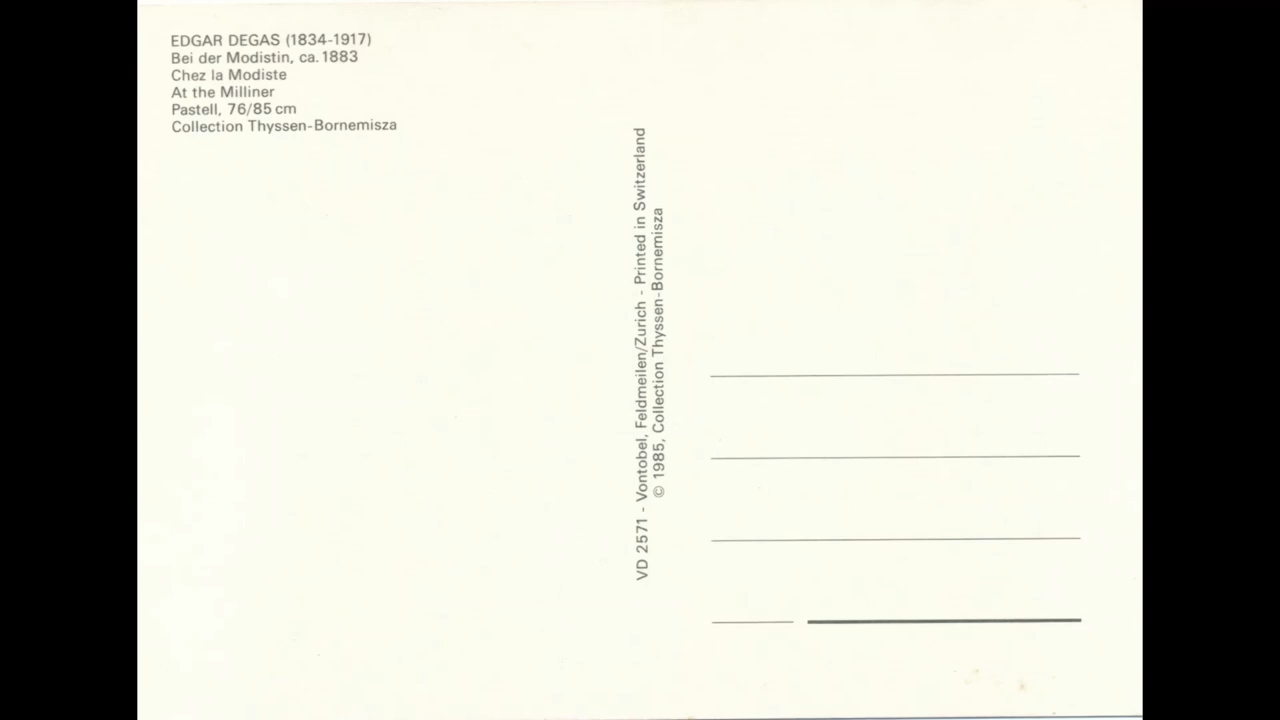 EDGAR DEGAS (1834-1917)
Bei der Modistin, ca. 1883
Chez la Modiste
At the Milliner
Pastell, 76/85 cm
Collection Thyssen-Bornemisza
VD 2571 - Vontobel, Feldmeilen/Zurich - Printed in Switzerland
© 1985, Collection Thyssen-Bornemisza